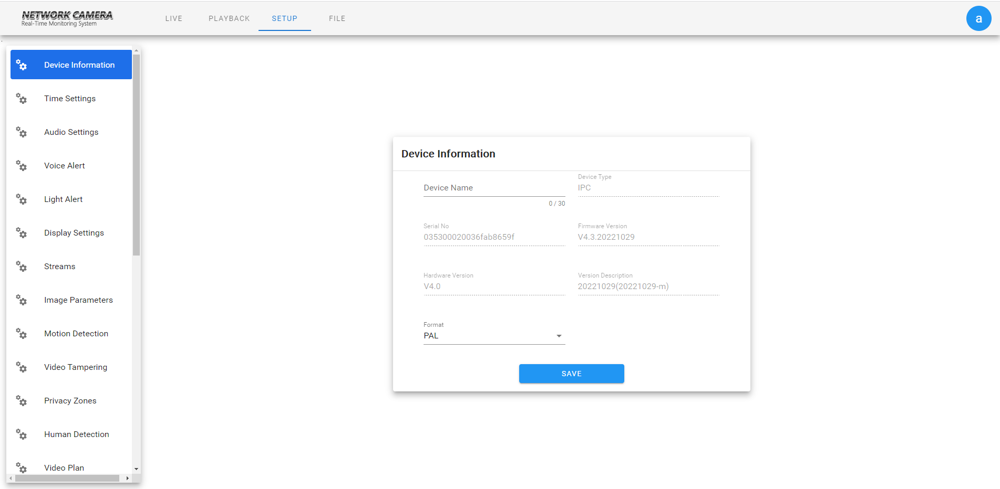 NETWORK CAMERA
Real-Time Monitoring System
LIVE
PLAYBACK
SETUP
FILE
a
Device Information
Time Settings
Audio Settings
Voice Alert
Light Alert
Display Settings
Streams
Image Parameters
Motion Detection
Video Tampering
Privacy Zones
Human Detection
Video Plan
Device Information
Device Name
0 / 30
Device Type
IPC
Serial No
035300020036fab8659f
Firmware Version
V4.3.20221029
Hardware Version
V4.0
Version Description
20221029(20221029-m)
Format
PAL
SAVE